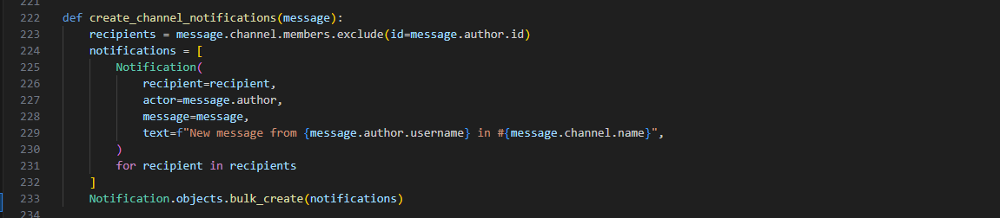 221
222 def create_channel_notifications(message):
223     recipients = message.channel.members.exclude(id=message.author.id)
224     notifications = [
225         Notification(
226             recipient=recipient,
227             actor=message.author,
228             message=message,
229             text=f"New message from {message.author.username} in #{message.channel.name}",
230         )
231         for recipient in recipients
232     ]
233     Notification.objects.bulk_create(notifications)
234